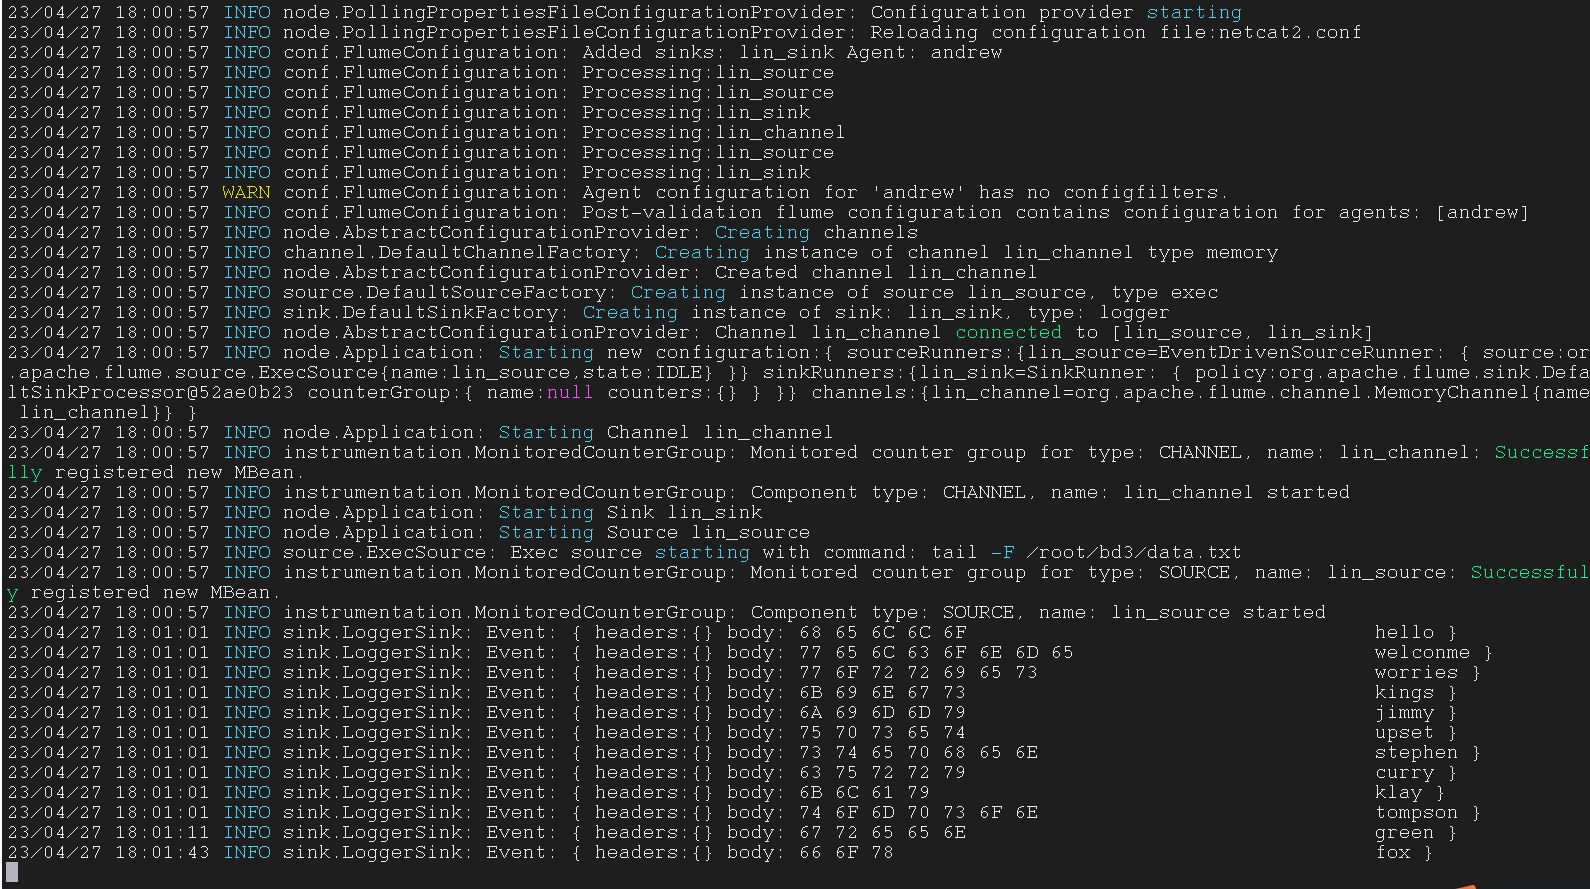 23/04/27 18:00:57 INFO node.PollingPropertiesFileConfigurationProvider: Configuration provider starting
23/04/27 18:00:57 INFO node.PollingPropertiesFileConfigurationProvider: Reloading configuration file:netcat2.conf
23/04/27 18:00:57 INFO conf.FlumeConfiguration: Added sinks: lin_sink Agent: andrew
23/04/27 18:00:57 INFO conf.FlumeConfiguration: Processing:lin_source
23/04/27 18:00:57 INFO conf.FlumeConfiguration: Processing:lin_source
23/04/27 18:00:57 INFO conf.FlumeConfiguration: Processing:lin_sink
23/04/27 18:00:57 INFO conf.FlumeConfiguration: Processing:lin_channel
23/04/27 18:00:57 INFO conf.FlumeConfiguration: Processing:lin_source
23/04/27 18:00:57 INFO conf.FlumeConfiguration: Processing:lin_sink
23/04/27 18:00:57 WARN conf.FlumeConfiguration: Agent configuration for 'andrew' has no configfilters.
23/04/27 18:00:57 INFO conf.FlumeConfiguration: Post-validation flume configuration contains configuration for agents: [andrew]
23/04/27 18:00:57 INFO node.AbstractConfigurationProvider: Creating channels
23/04/27 18:00:57 INFO channel.DefaultChannelFactory: Creating instance of channel lin_channel type memory
23/04/27 18:00:57 INFO node.AbstractConfigurationProvider: Created channel lin_channel
23/04/27 18:00:57 INFO source.DefaultSourceFactory: Creating instance of source lin_source, type exec
23/04/27 18:00:57 INFO sink.DefaultSinkFactory: Creating instance of sink: lin_sink, type: logger
23/04/27 18:00:57 INFO node.AbstractConfigurationProvider: Channel lin_channel connected to [lin_source, lin_sink]
23/04/27 18:00:57 INFO node.Application: Starting new configuration:{ sourceRunners:{lin_source=EventDrivenSourceRunner: { source:or
.apache.flume.source.ExecSource{name:lin_source,state:IDLE} }} sinkRunners:{lin_sink=SinkRunner: { policy:org.apache.flume.sink.Defa
ltSinkProcessor@52ae0b23 counterGroup:{ name:null counters:{} } }} channels:{lin_channel=org.apache.flume.channel.MemoryChannel{name
lin_channel}} }
23/04/27 18:00:57 INFO node.Application: Starting Channel lin_channel
23/04/27 18:00:57 INFO instrumentation.MonitoredCounterGroup: Monitored counter group for type: CHANNEL, name: lin_channel: Successf
lly registered new MBean.
23/04/27 18:00:57 INFO instrumentation.MonitoredCounterGroup: Component type: CHANNEL, name: lin_channel started
23/04/27 18:00:57 INFO node.Application: Starting Sink lin_sink
23/04/27 18:00:57 INFO node.Application: Starting Source lin_source
23/04/27 18:00:57 INFO source.ExecSource: Exec source starting with command: tail -F /root/bd3/data.txt
23/04/27 18:00:57 INFO instrumentation.MonitoredCounterGroup: Monitored counter group for type: SOURCE, name: lin_source: Successful
y registered new MBean.
23/04/27 18:00:57 INFO instrumentation.MonitoredCounterGroup: Component type: SOURCE, name: lin_source started
23/04/27 18:01:01 INFO sink.LoggerSink: Event: { headers:{} body: 68 65 6C 6C 6F hello }
23/04/27 18:01:01 INFO sink.LoggerSink: Event: { headers:{} body: 77 65 6C 63 6F 6E 6D 65 welconme }
23/04/27 18:01:01 INFO sink.LoggerSink: Event: { headers:{} body: 77 6F 72 72 69 65 73 worries }
23/04/27 18:01:01 INFO sink.LoggerSink: Event: { headers:{} body: 6B 69 6E 67 73 kings }
23/04/27 18:01:01 INFO sink.LoggerSink: Event: { headers:{} body: 6A 69 6D 6D 79 jimmy }
23/04/27 18:01:01 INFO sink.LoggerSink: Event: { headers:{} body: 75 70 73 65 74 upset }
23/04/27 18:01:01 INFO sink.LoggerSink: Event: { headers:{} body: 73 74 65 70 68 65 6E stephen }
23/04/27 18:01:01 INFO sink.LoggerSink: Event: { headers:{} body: 63 75 72 72 79 curry }
23/04/27 18:01:01 INFO sink.LoggerSink: Event: { headers:{} body: 6B 6C 61 79 klay }
23/04/27 18:01:01 INFO sink.LoggerSink: Event: { headers:{} body: 74 6F 6D 70 73 6F 6E tompson }
23/04/27 18:01:11 INFO sink.LoggerSink: Event: { headers:{} body: 67 72 65 65 6E green }
23/04/27 18:01:43 INFO sink.LoggerSink: Event: { headers:{} body: 66 6F 78 fox }